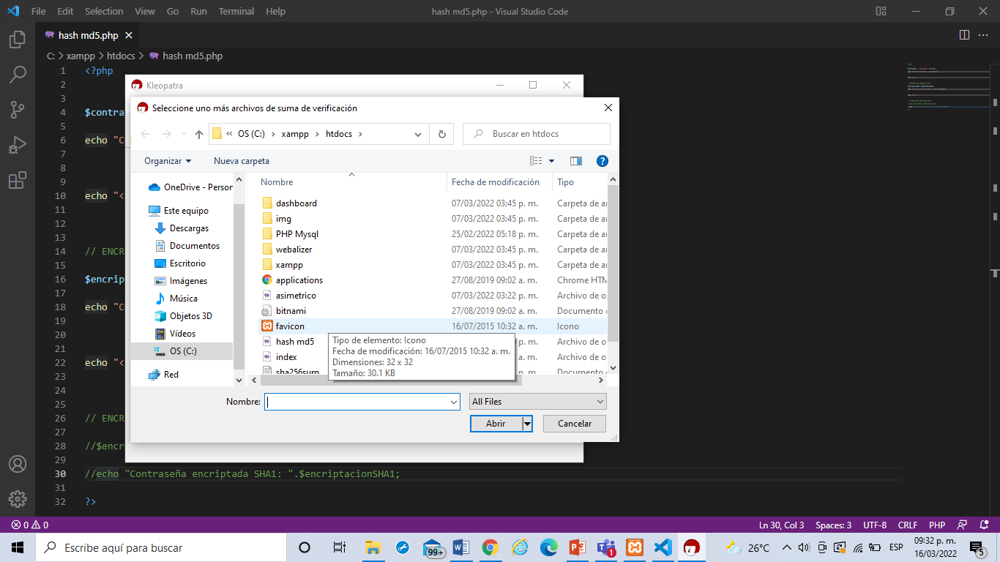 File Edit Selection View Go Run Terminal Help
hash md5.php - Visual Studio Code
hash md5.php
C: xampp htdocs hash md5.php
1 <?php
2
3
4 $contra
5
6 echo "C
7
8
9
10 echo "<
11
12
13
14 // ENCR
15
16 $encrip
17
18 echo "C
19
20
21
22 echo "<
23
24
25
26 // ENCR
27
28 //$encr
29
30 //echo "Contraseña encriptada SHA1: ".$encriptacionSHA1;
31
32 ?>
Kleopatra
Seleccione uno más archivos de suma de verificación
« OS (C:) xampp htdocs
Buscar en htdocs
Organizar Nueva carpeta
OneDrive - Person
Este equipo
Descargas
Documentos
Escritorio
Imágenes
Música
Objetos 3D
Vídeos
OS (C:)
Red
Nombre Fecha de modificación Tipo
dashboard 07/03/2022 03:45 p. m. Carpeta de ar
img 07/03/2022 03:45 p. m. Carpeta de ar
PHP Mysql 25/02/2022 05:18 p. m. Carpeta de ar
webalizer 07/03/2022 03:45 p. m. Carpeta de ar
xampp 07/03/2022 03:45 p. m. Carpeta de ar
applications 27/08/2019 09:02 a. m. Chrome HTM
asimetrico 07/03/2022 03:22 p. m. Archivo de o
bitnami 27/08/2019 09:02 a. m. Documento d
favicon 16/07/2015 10:32 a. m. Icono
hash md5 p. m. Archivo de o
index m. Archivo de o
sha256sum p. m. Documento d
Tipo de elemento: Icono
Fecha de modificación: 16/07/2015 10:32 a. m.
Dimensiones: 32 x 32
Tamaño: 30.1 KB
Nombre:
All Files
Abrir Cancelar
0 0
Ln 30, Col 3 Spaces: 3 UTF-8 CRLF PHP
Escribe aquí para buscar
99+
1
26°C
ESP
09:32 p. m.
16/03/2022
5